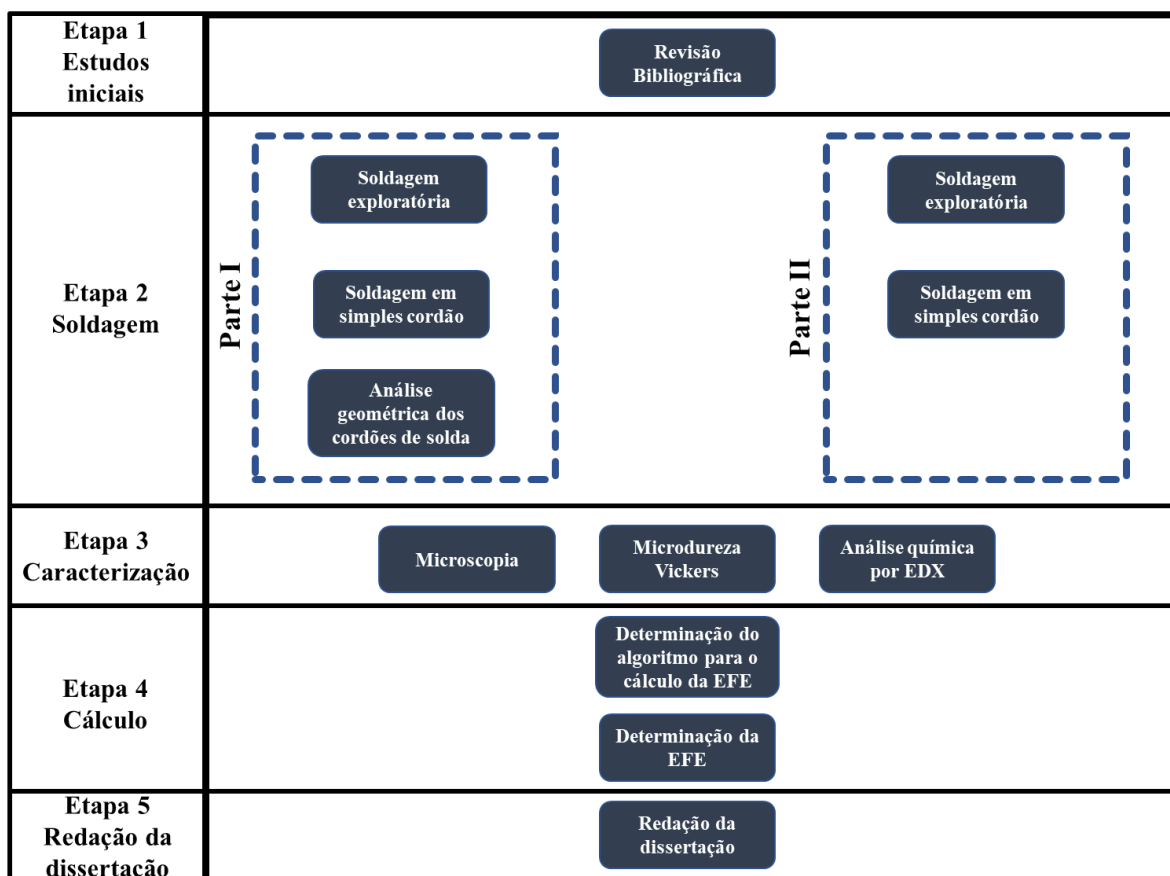 Etapa 1
Estudos
iniciais
Revisão
Bibliográfica
Etapa 2
Soldagem
Parte I
Soldagem
exploratória
Soldagem em
simples cordão
Análise
geométrica dos
cordões de solda
Parte II
Soldagem
exploratória
Soldagem em
simples cordão
Etapa 3
Caracterização
Microscopia
Microdureza
Vickers
Análise química
por EDX
Etapa 4
Cálculo
Determinação do
algoritmo para o
cálculo da EFE
Determinação da
EFE
Etapa 5
Redação da
dissertação
Redação da
dissertação